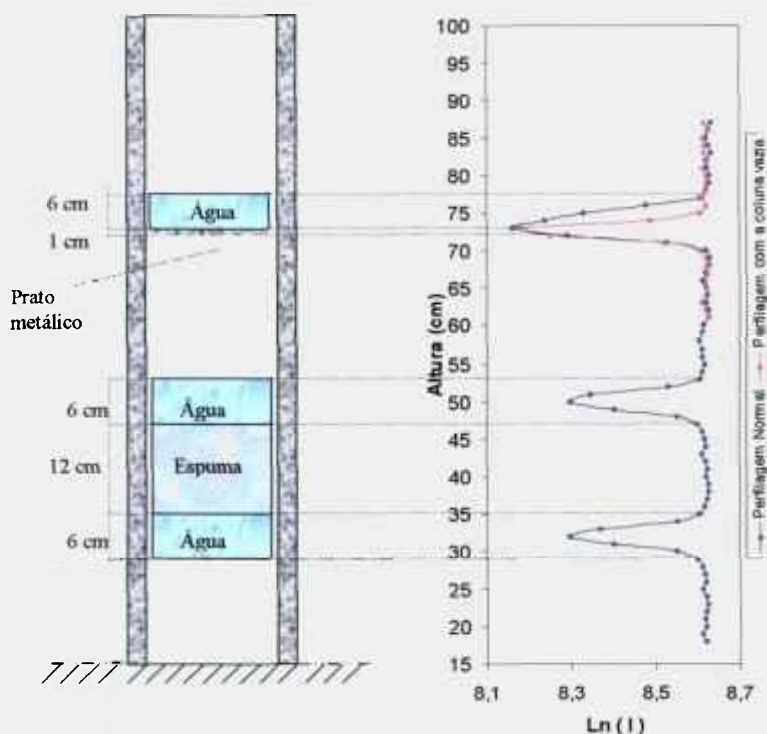 6 cm
Água
1 cm
Prato
metálico
6 cm
Água
12 cm
Espuma
6 cm
Água
Altura (cm)
100
95
90
85
80
75
70
65
60
55
50
45
40
35
30
25
20
15
8,1
8,3
8,5
8,7
Ln ( I )
Perfilagem Normal
Perfilagem com a coluna vazia